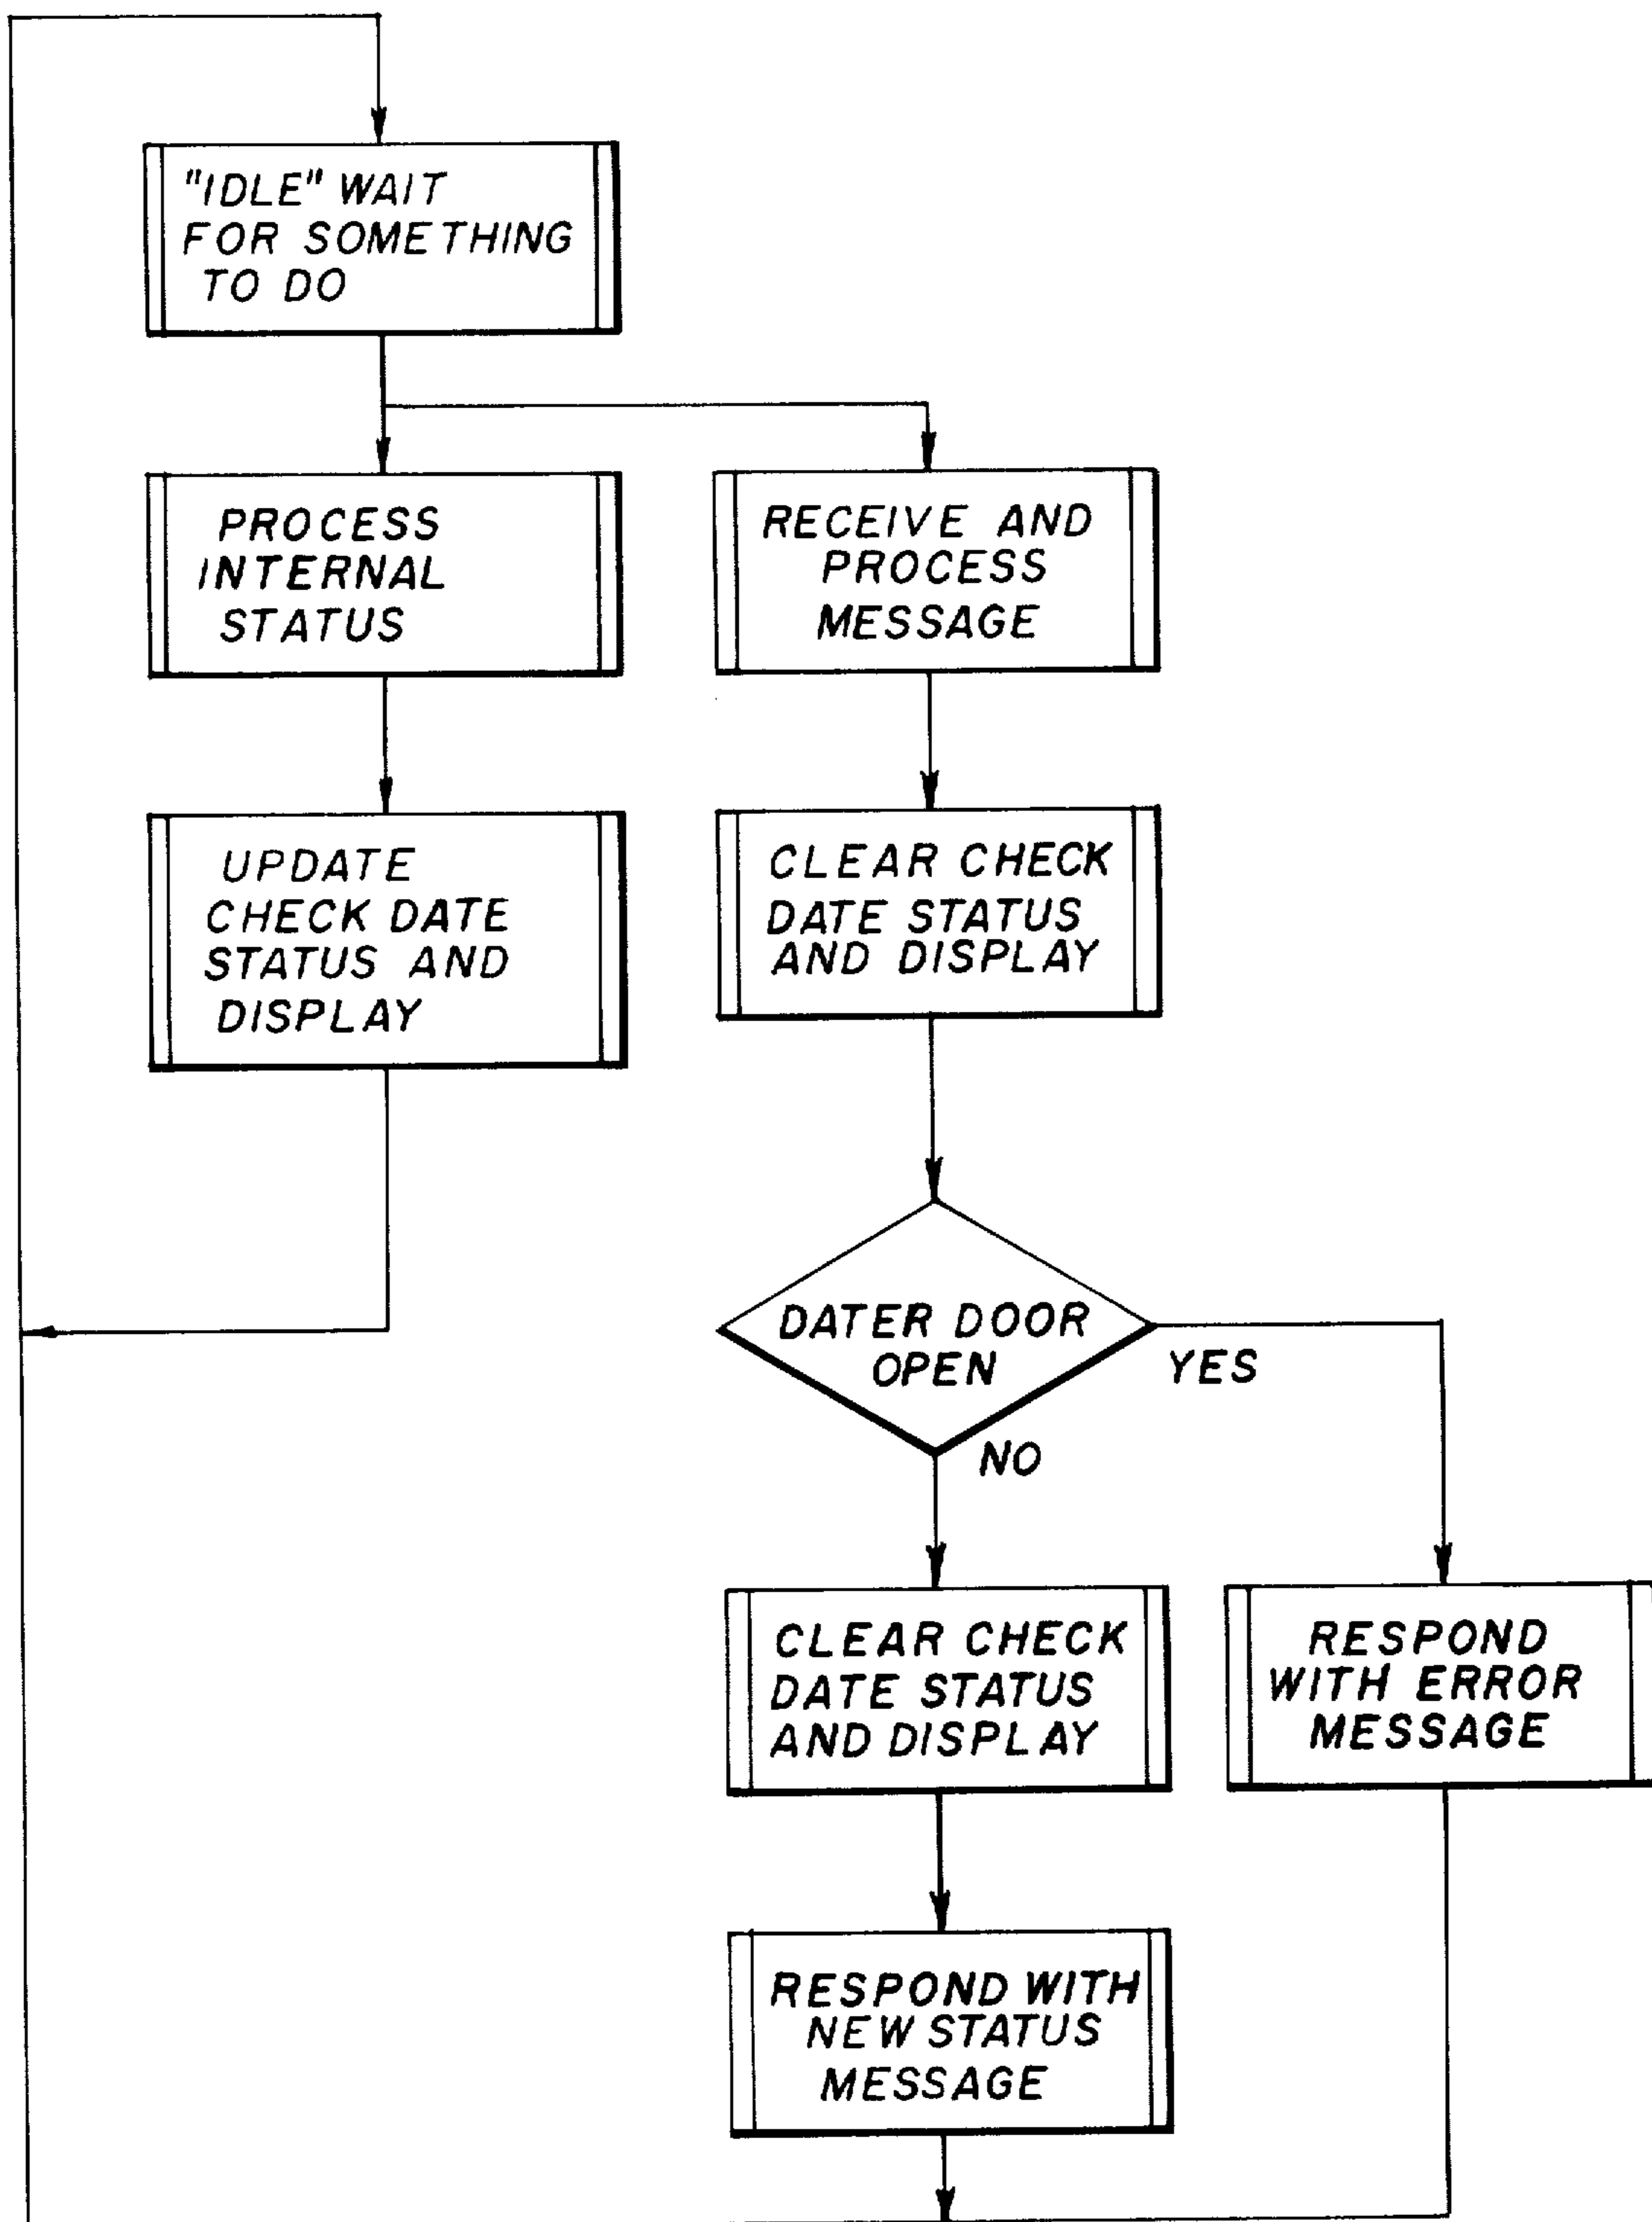 "IDLE" WAIT
FOR SOMETHING
TO DO
PROCESS
INTERNAL
STATUS
RECEIVE AND
PROCESS
MESSAGE
UPDATE
CHECK DATE
STATUS AND
DISPLAY
CLEAR CHECK
DATE STATUS
AND DISPLAY
DATER DOOR
OPEN
YES
NO
CLEAR CHECK
DATE STATUS
AND DISPLAY
RESPOND
WITH ERROR
MESSAGE
RESPOND WITH
NEW STATUS
MESSAGE